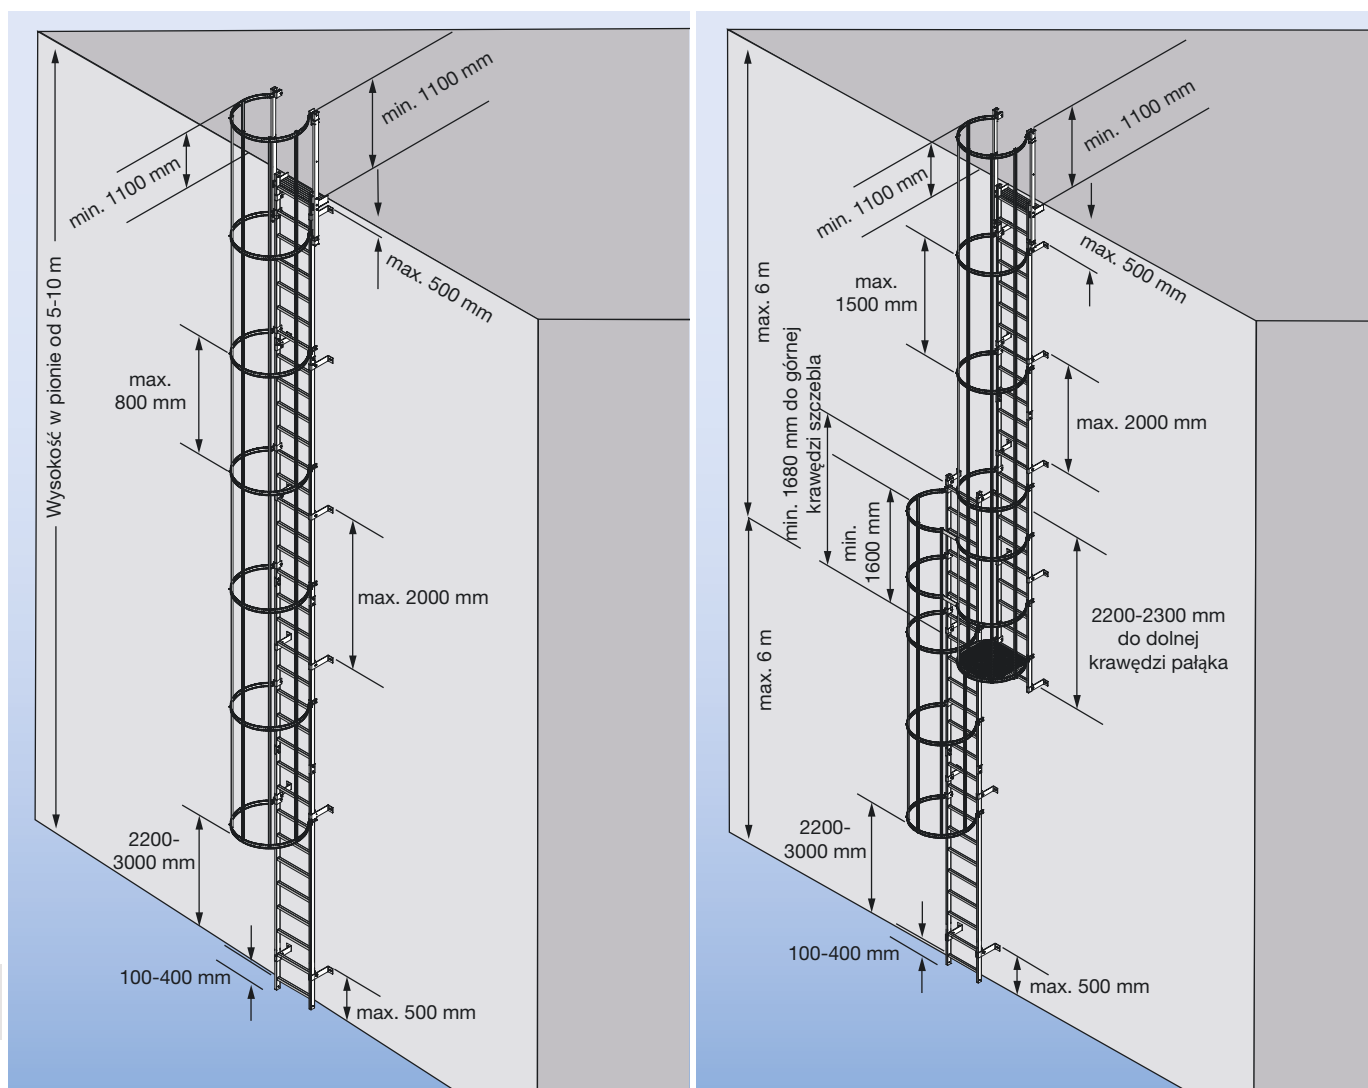 min. 1100 mm
min. 1100 mm
max. 500 mm
Wysokość w pionie od 5-10 m
max.
800 mm
max. 2000 mm
2200-
3000 mm
100-400 mm
max. 500 mm
min. 1100 mm
min. 1100 mm
max. 500 mm
max. 6 m
max.
1500 mm
min. 1680 mm do górnej
krawędzi szczebla
max. 2000 mm
min.
1600 mm
max. 6 m
2200-2300 mm
do dolnej
krawędzi pałąka
2200-
3000 mm
100-400 mm
max. 500 mm